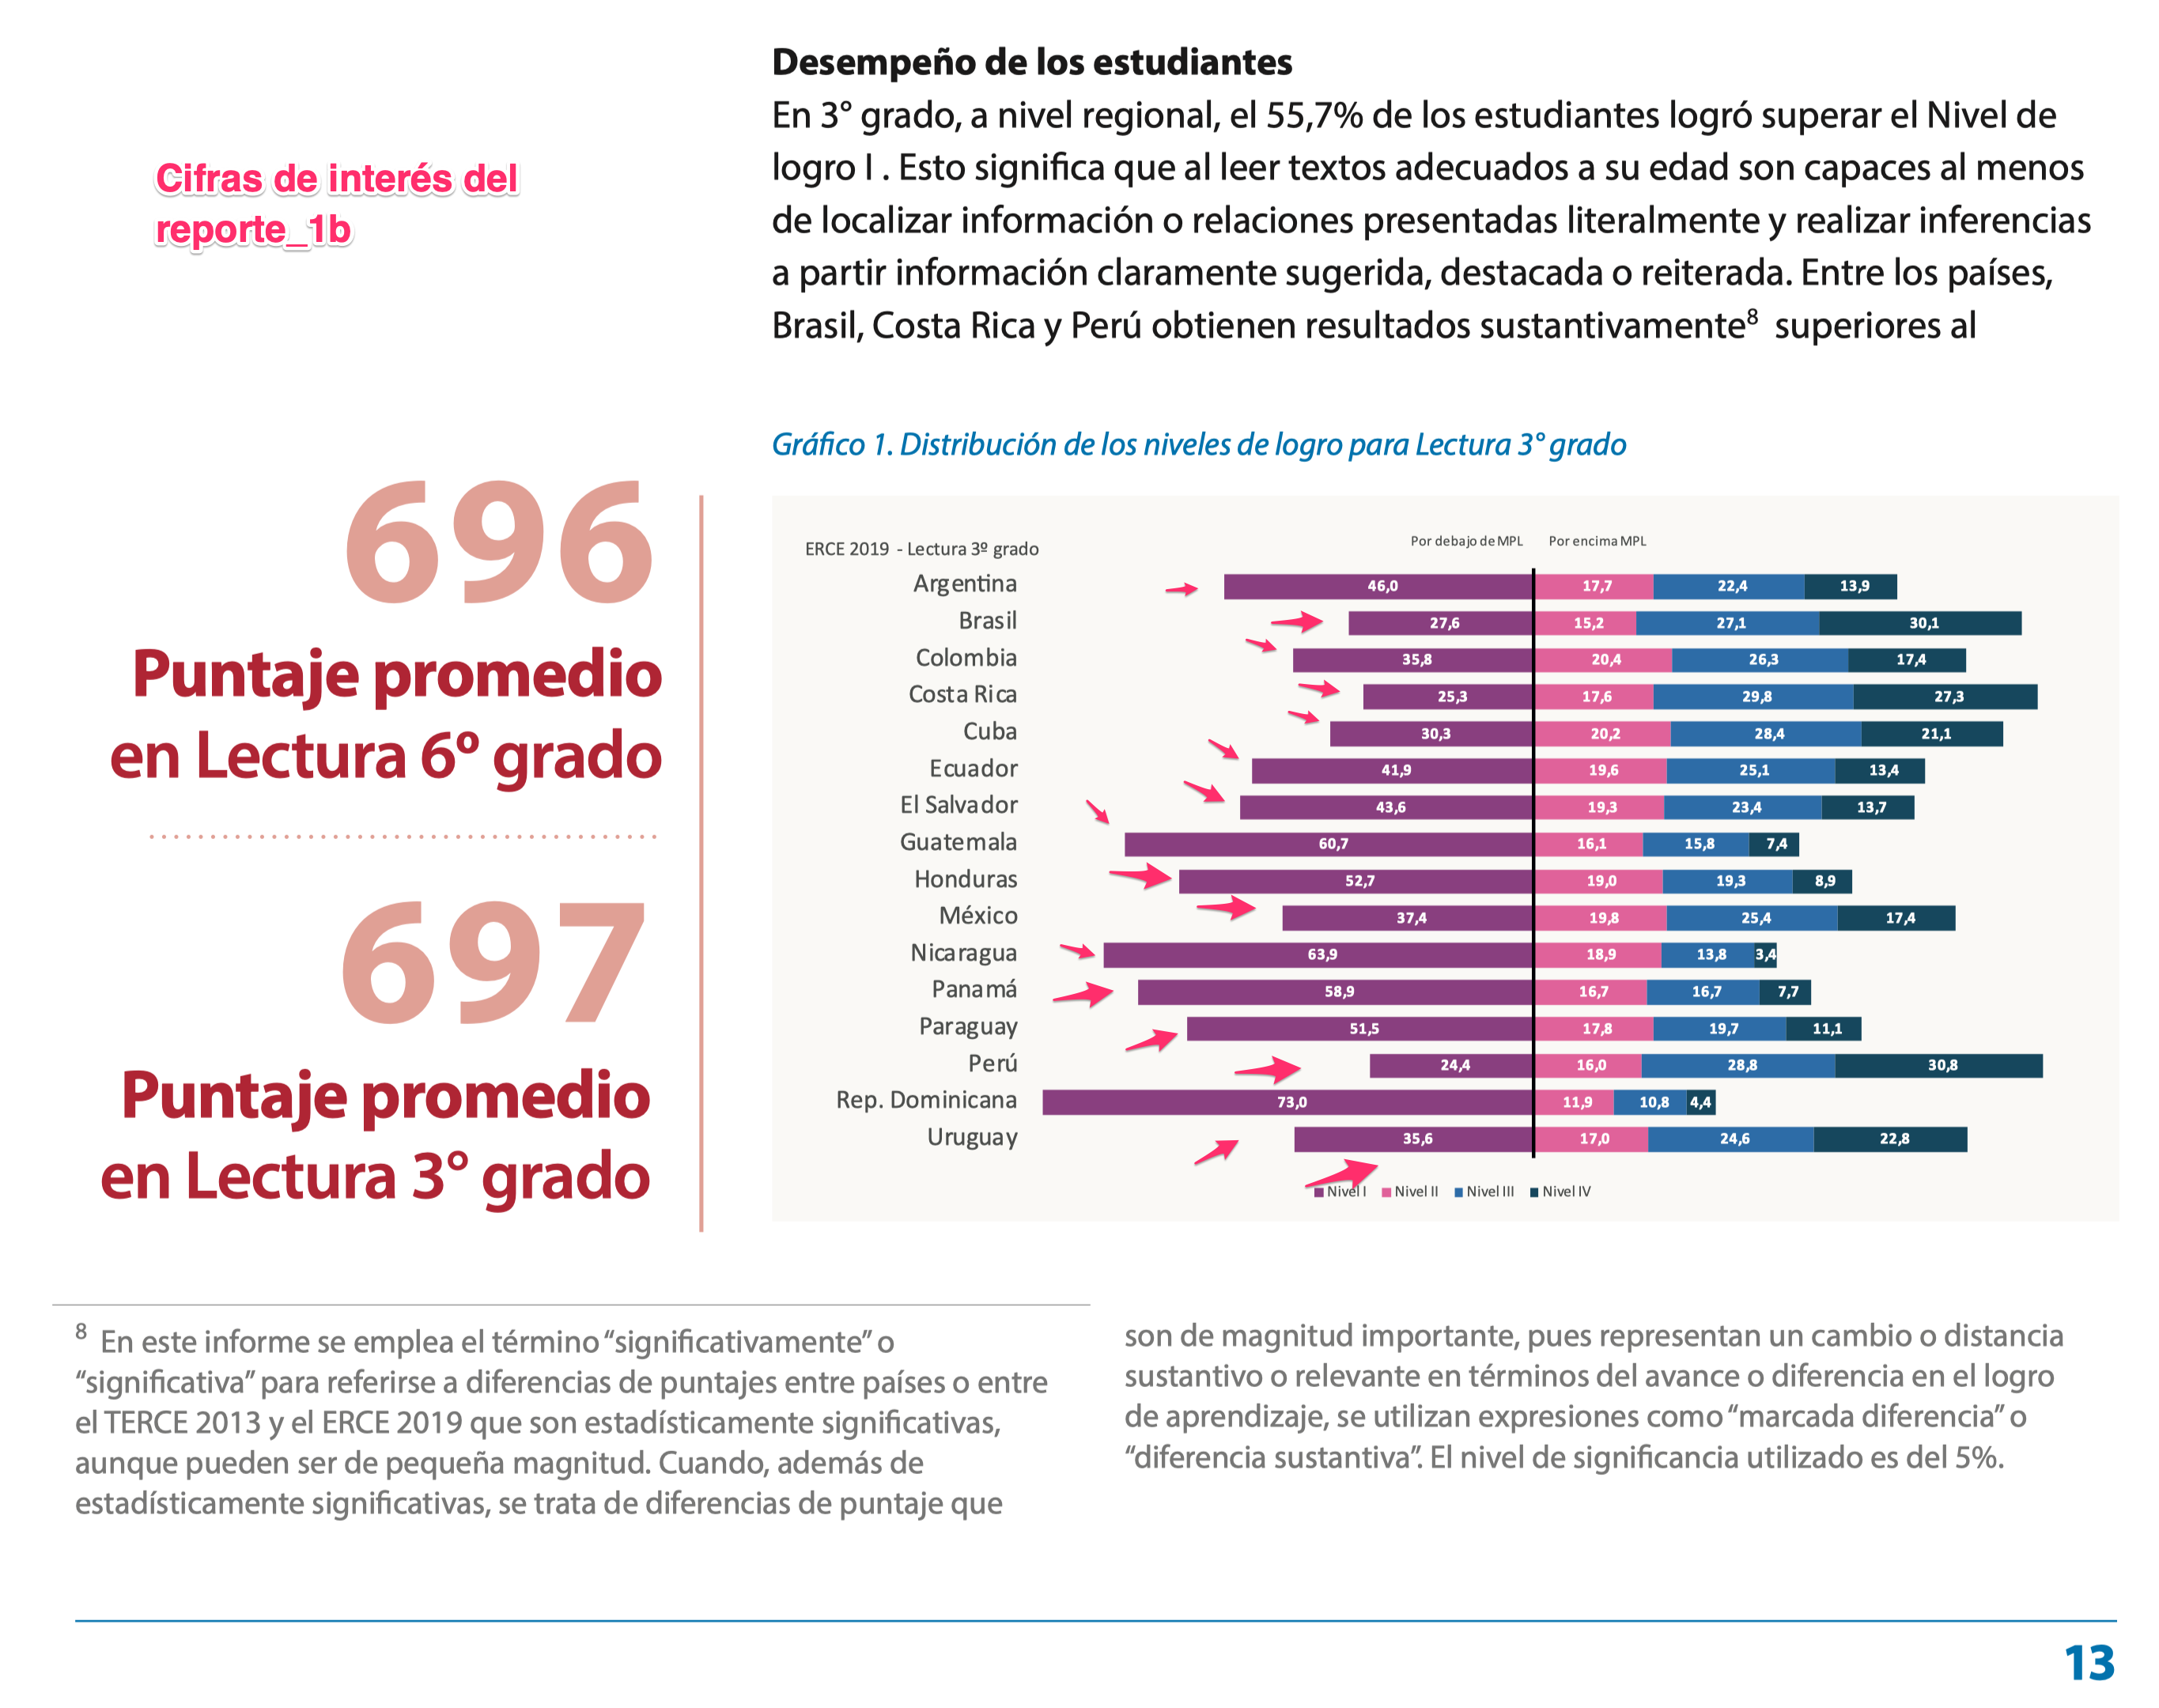 Desempeño de los estudiantes
En 3° grado, a nivel regional, el 55,7% de los estudiantes logró superar el Nivel de
logro I . Esto significa que al leer textos adecuados a su edad son capaces al menos
de localizar información o relaciones presentadas literalmente y realizar inferencias
a partir información claramente sugerida, destacada o reiterada. Entre los países,
Brasil, Costa Rica y Perú obtienen resultados sustantivamente⁸ superiores al
Cifras de interés del
reporte_1b
696
Puntaje promedio
en Lectura 6º grado
697
Puntaje promedio
en Lectura 3° grado
Gráfico 1. Distribución de los niveles de logro para Lectura 3° grado
ERCE 2019 - Lectura 3º grado
Por debajo de MPL Por encima MPL
Argentina 46,0 17,7 22,4 13,9
Brasil 27,6 15,2 27,1 30,1
Colombia 35,8 20,4 26,3 17,4
Costa Rica 25,3 17,6 29,8 27,3
Cuba 30,3 20,2 28,4 21,1
Ecuador 41,9 19,6 25,1 13,4
El Salvador 43,6 19,3 23,4 13,7
Guatemala 60,7 16,1 15,8 7,4
Honduras 52,7 19,0 19,3 8,9
México 37,4 19,8 25,4 17,4
Nicaragua 63,9 18,9 13,8 3,4
Panamá 58,9 16,7 16,7 7,7
Paraguay 51,5 17,8 19,7 11,1
Perú 24,4 16,0 28,8 30,8
Rep. Dominicana 73,0 11,9 10,8 4,4
Uruguay 35,6 17,0 24,6 22,8
Nivel I Nivel II Nivel III Nivel IV
⁸ En este informe se emplea el término “significativamente” o
“significativa” para referirse a diferencias de puntajes entre países o entre
el TERCE 2013 y el ERCE 2019 que son estadísticamente significativas,
aunque pueden ser de pequeña magnitud. Cuando, además de
estadísticamente significativas, se trata de diferencias de puntaje que
son de magnitud importante, pues representan un cambio o distancia
sustantivo o relevante en términos del avance o diferencia en el logro
de aprendizaje, se utilizan expresiones como “marcada diferencia” o
“diferencia sustantiva”. El nivel de significancia utilizado es del 5%.
13